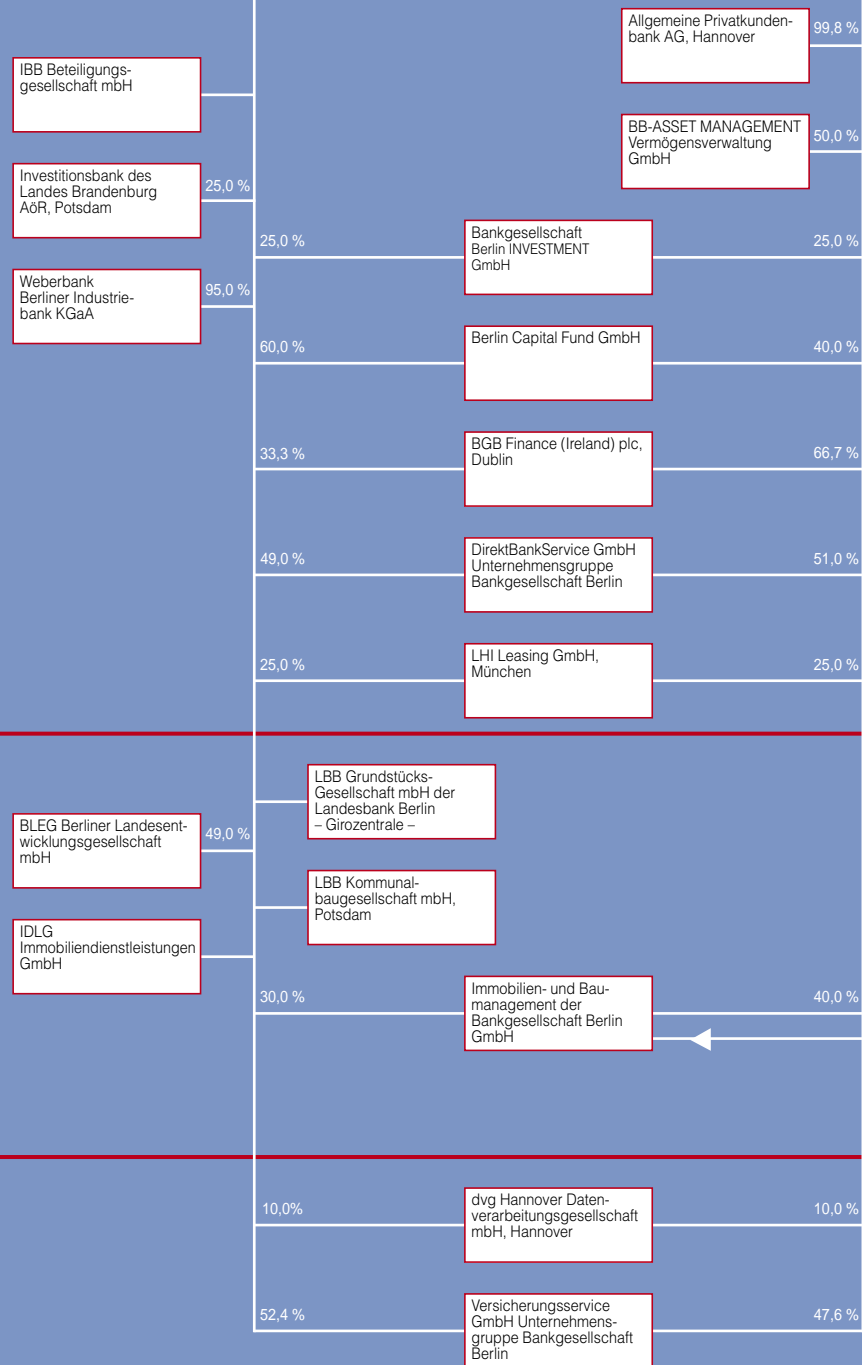 Allgemeine Privatkunden-
bank AG, Hannover
99,8 %
IBB Beteiligungs-
gesellschaft mbH
BB-ASSET MANAGEMENT
Vermögensverwaltung
GmbH
50,0 %
Investitionsbank des
Landes Brandenburg
AöR, Potsdam
25,0 %
25,0 %
Bankgesellschaft
Berlin INVESTMENT
GmbH
25,0 %
Weberbank
Berliner Industrie-
bank KGaA
95,0 %
60,0 %
Berlin Capital Fund GmbH
40,0 %
33,3 %
BGB Finance (Ireland) plc,
Dublin
66,7 %
49,0 %
DirektBankService GmbH
Unternehmensgruppe
Bankgesellschaft Berlin
51,0 %
25,0 %
LHI Leasing GmbH,
München
25,0 %
LBB Grundstücks-
Gesellschaft mbH der
Landesbank Berlin
– Girozentrale –
BLEG Berliner Landesent-
wicklungsgesellschaft
mbH
49,0 %
LBB Kommunal-
baugesellschaft mbH,
Potsdam
IDLG
Immobiliendienstleistungen
GmbH
30,0 %
Immobilien- und Bau-
management der
Bankgesellschaft Berlin
GmbH
40,0 %
10,0%
dvg Hannover Daten-
verarbeitungsgesellschaft
mbH, Hannover
10,0 %
52,4 %
Versicherungsservice
GmbH Unternehmens-
gruppe Bankgesellschaft
Berlin
47,6 %